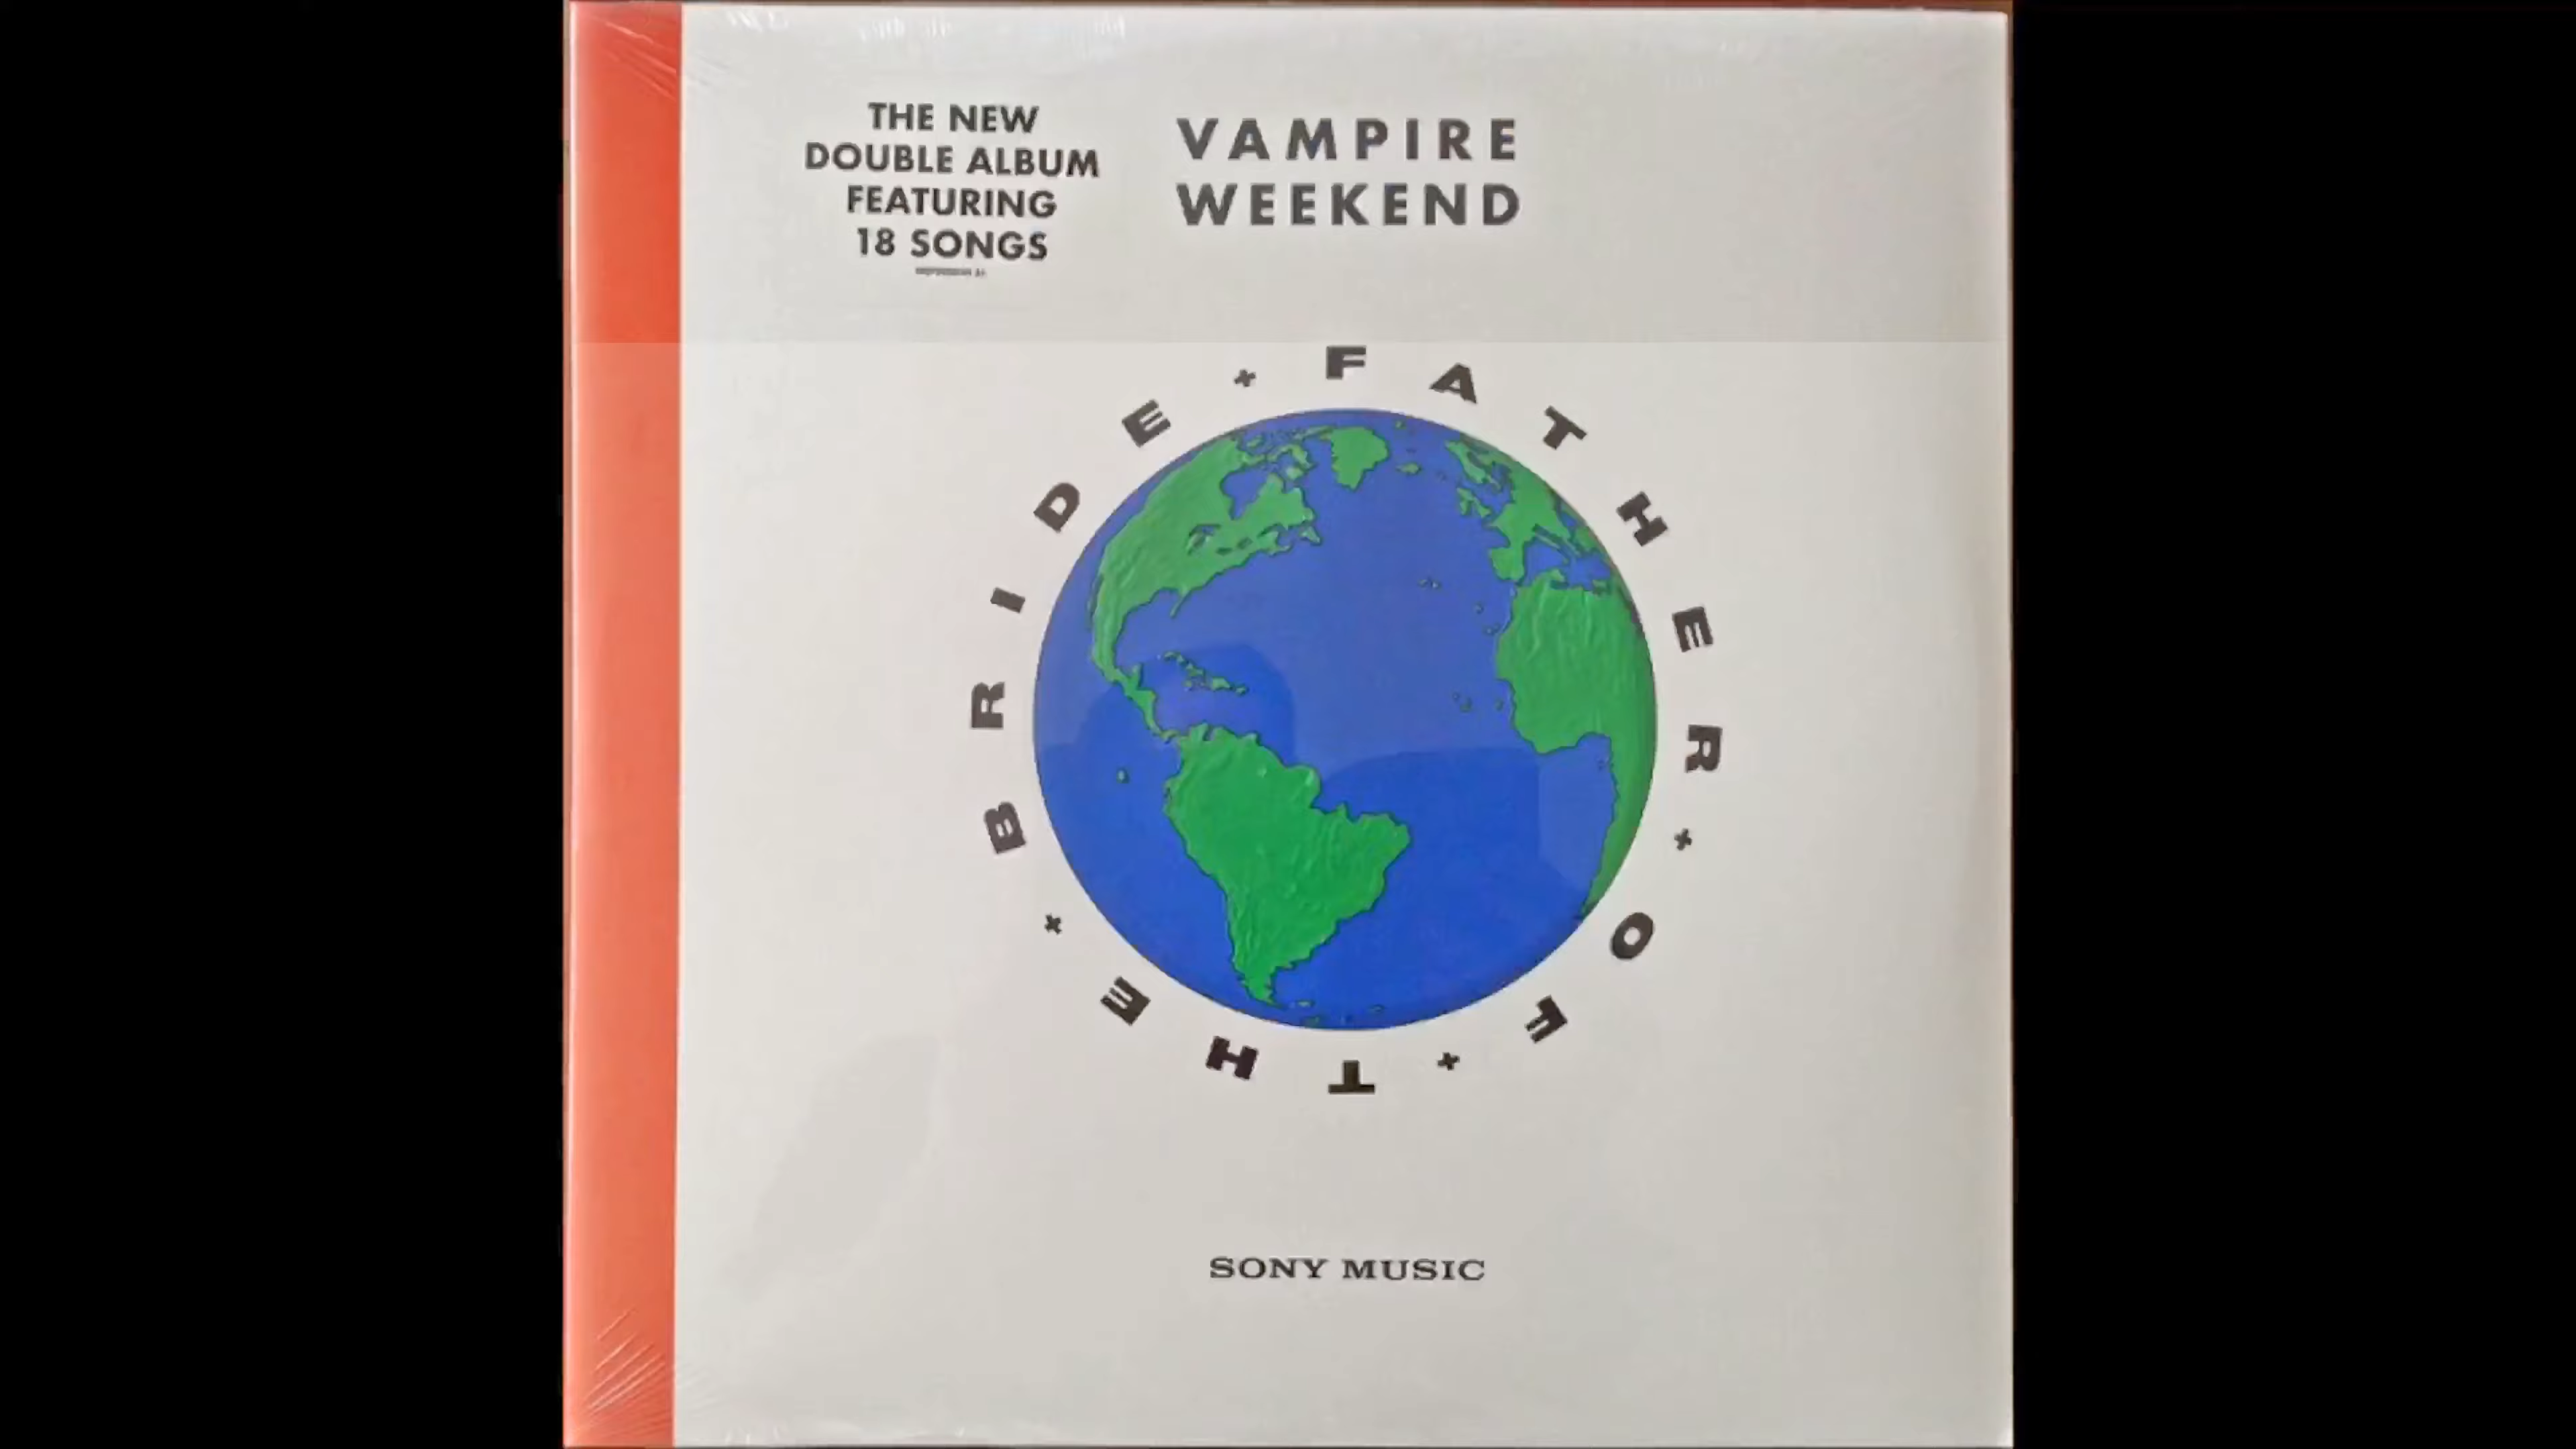 THE NEW
DOUBLE ALBUM
FEATURING
18 SONGS
VAMPIRE
WEEKEND
FATHER + OF + THE + BRIDE +
SONY MUSIC